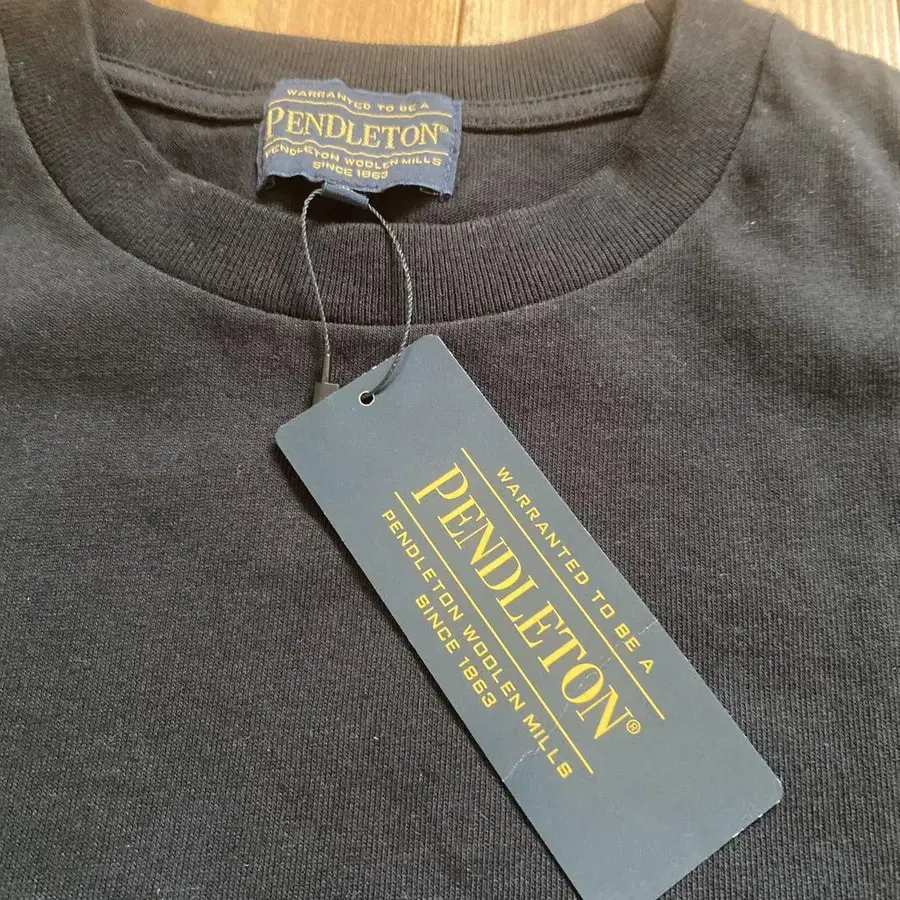 WARRANTED TO BE A
PENDLETON®
PENDLETON WOOLEN MILLS
SINCE 1863
WARRANTED TO BE A
PENDLETON®
PENDLETON WOOLEN MILLS
SINCE 1863